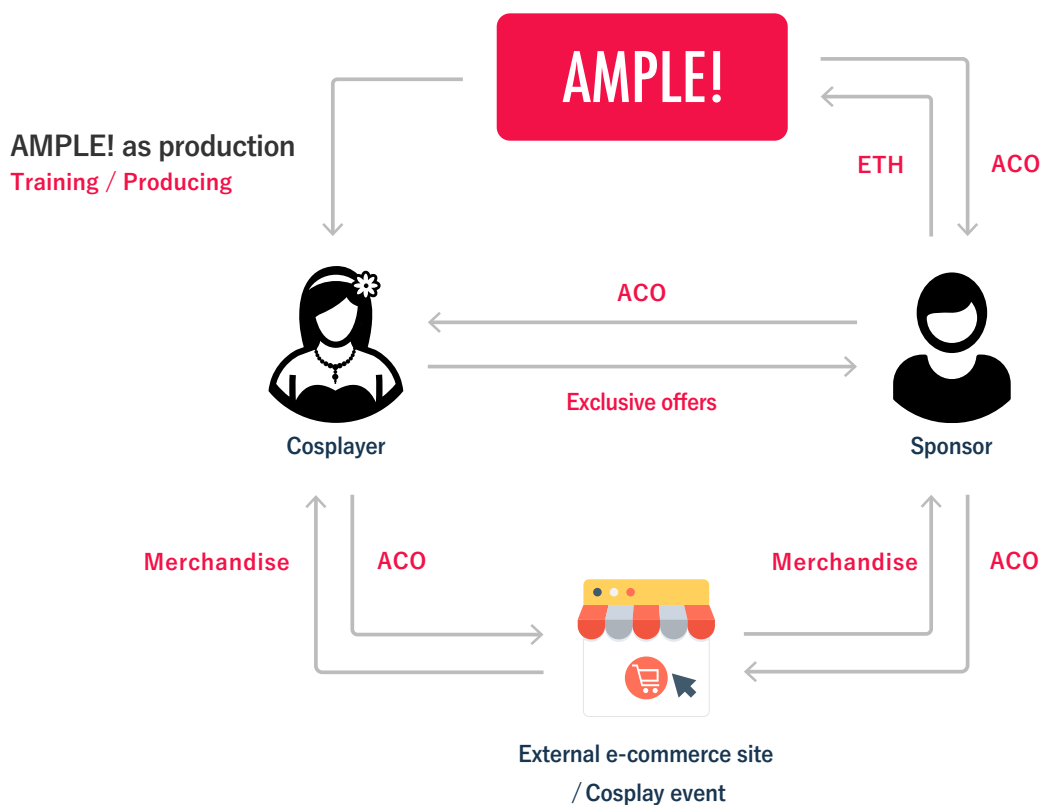 AMPLE!
AMPLE! as production
Training / Producing
ETH
ACO
ACO
Exclusive offers
Cosplayer
Sponsor
Merchandise
ACO
Merchandise
ACO
External e-commerce site
/ Cosplay event